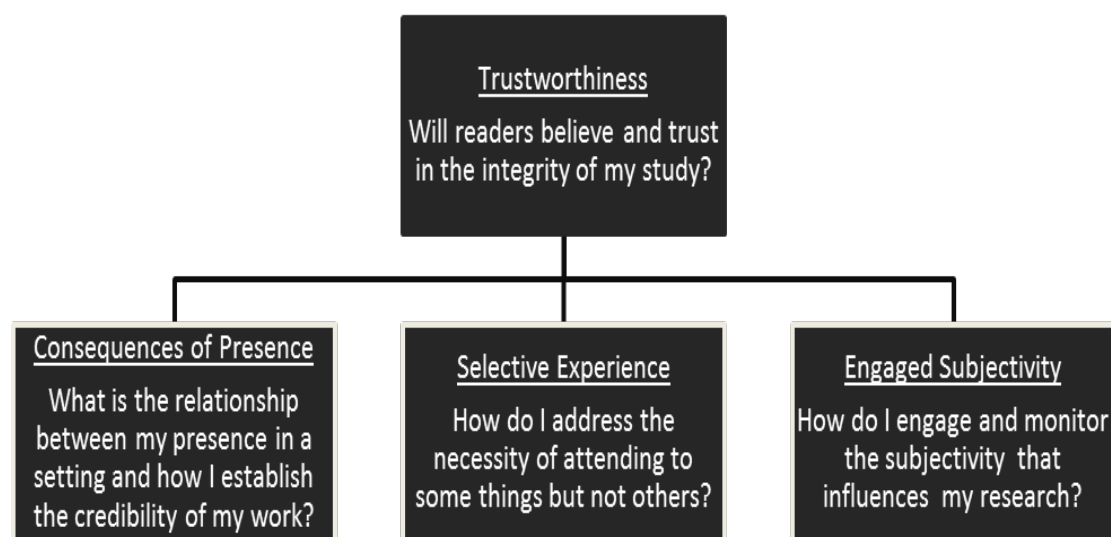 Trustworthiness
Will readers believe and trust
in the integrity of my study?
Consequences of Presence
What is the relationship
between my presence in a
setting and how I establish
the credibility of my work?
Selective Experience
How do I address the
necessity of attending to
some things but not others?
Engaged Subjectivity
How do I engage and monitor
the subjectivity that
influences my research?